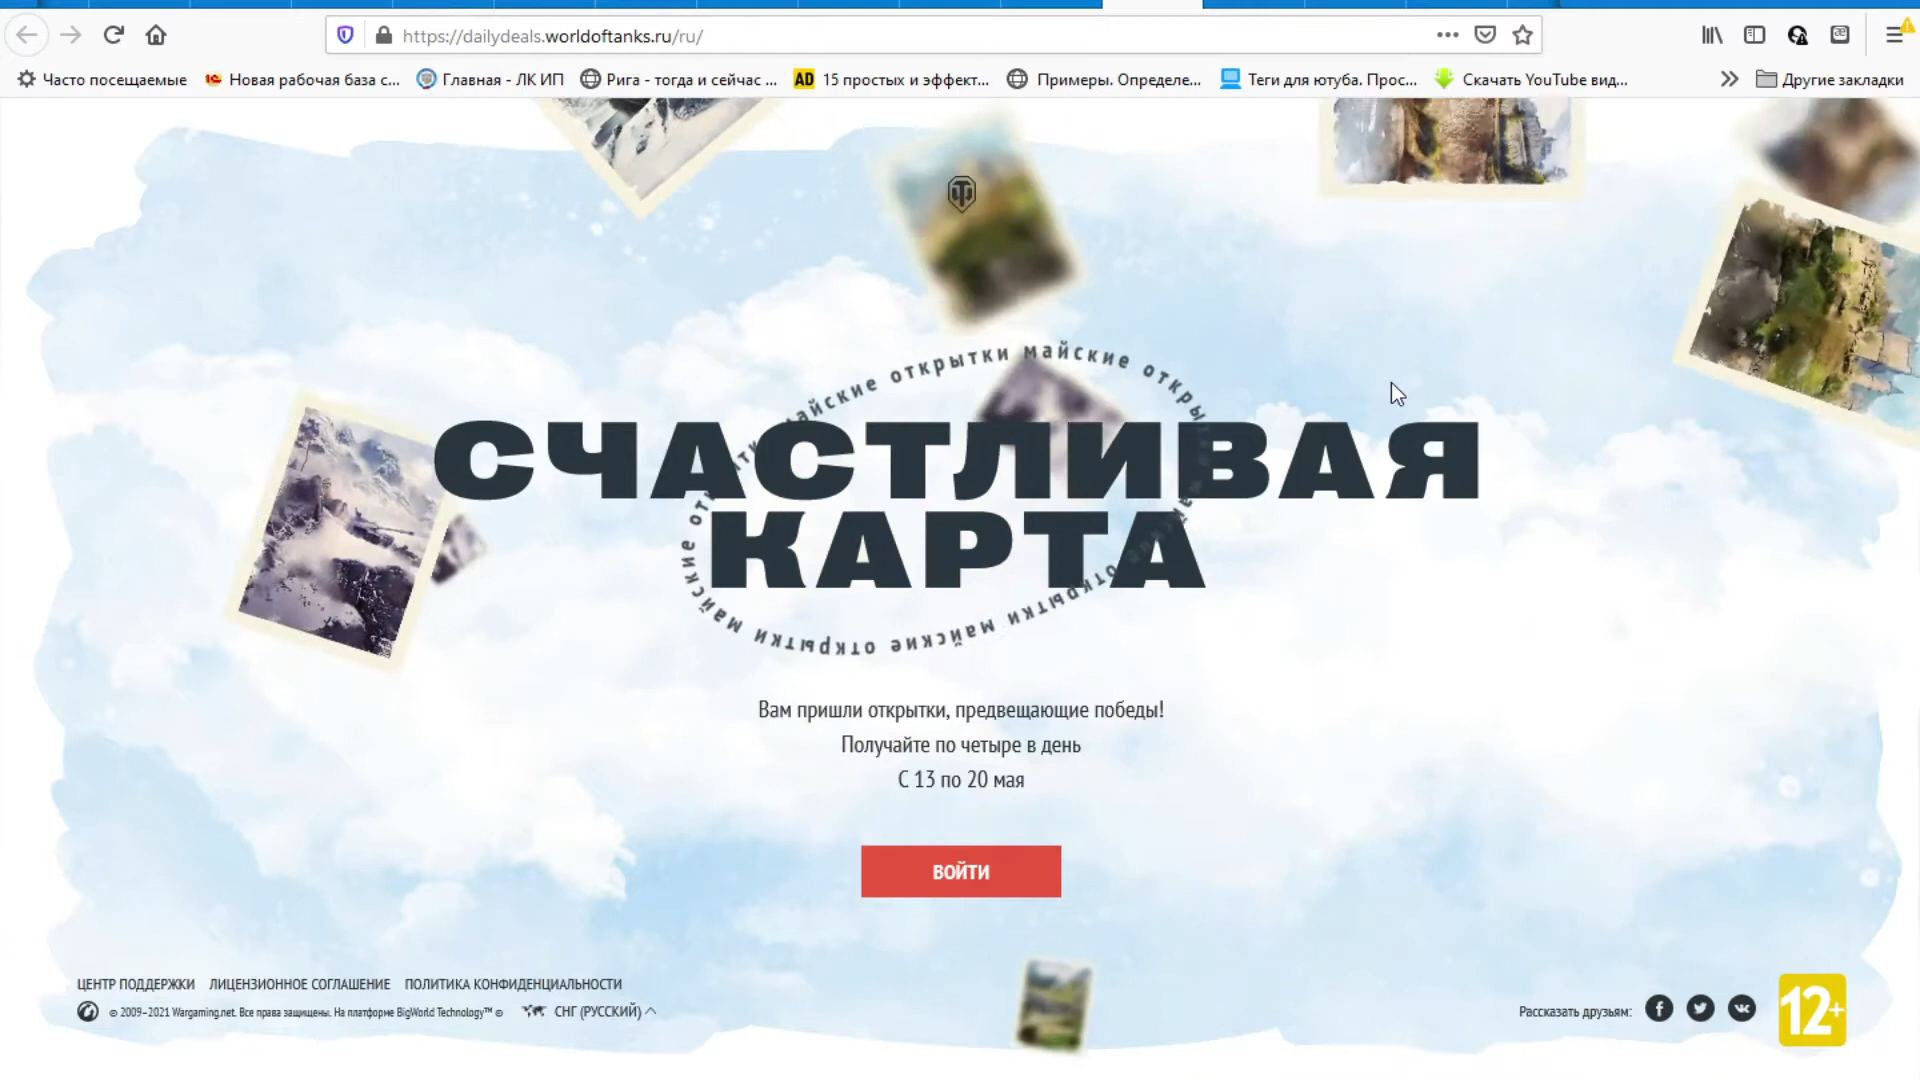 https://dailydeals.worldoftanks.ru/ru/
Часто посещаемые
Новая рабочая база с...
Главная - ЛК ИП
Рига - тогда и сейчас ...
AD 15 простых и эффект...
Примеры. Определе...
Теги для ютуба. Прос...
Скачать YouTube вид...
Другие закладки
майские открытки майские открытки майские открытки майские
СЧАСТЛИВАЯ
КАРТА
Вам пришли открытки, предвещающие победы!
Получайте по четыре в день
С 13 по 20 мая
ВОЙТИ
ЦЕНТР ПОДДЕРЖКИ ЛИЦЕНЗИОННОЕ СОГЛАШЕНИЕ ПОЛИТИКА КОНФИДЕНЦИАЛЬНОСТИ
© 2009–2021 Wargaming.net. Все права защищены. На платформе BigWorld Technology™ © СНГ (РУССКИЙ)
Рассказать друзьям:
12+